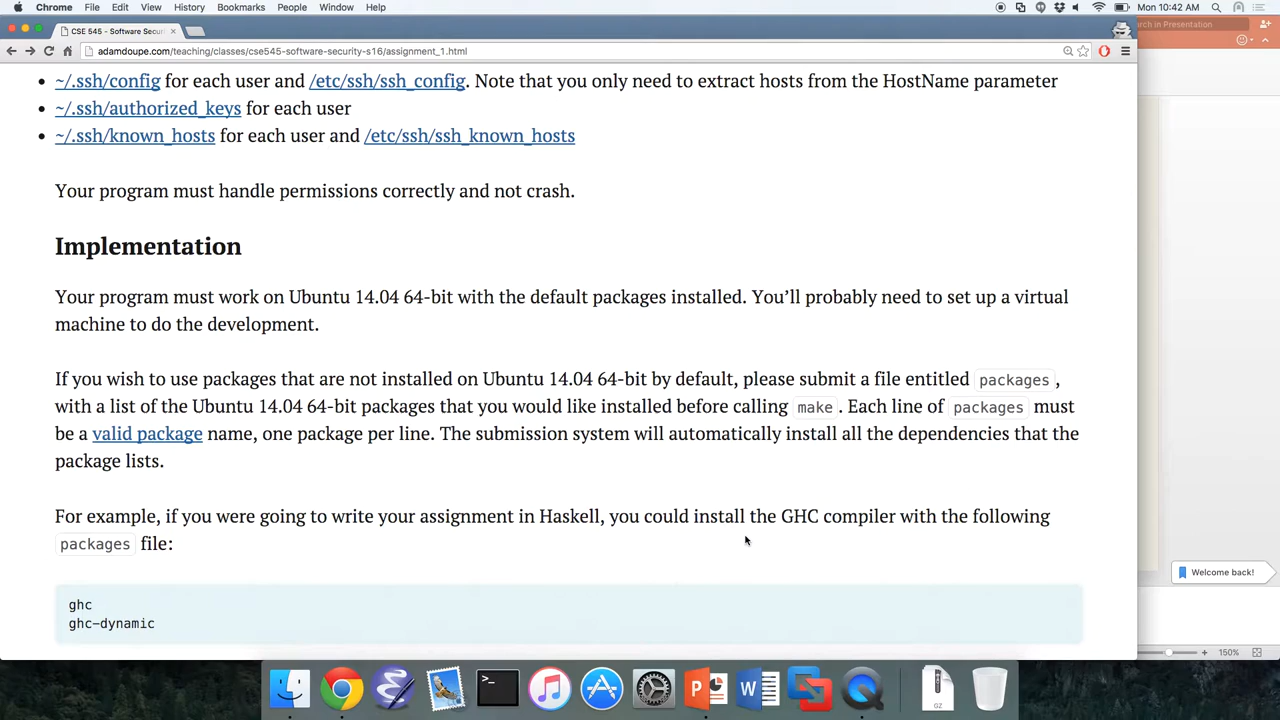 Chrome File Edit View History Bookmarks People Window Help Mon 10:42 AM
CSE 545 - Software Secur
adamdoupe.com/teaching/classes/cse545-software-security-s16/assignment_1.html
arch in Presentation
• ~/.ssh/config for each user and /etc/ssh/ssh_config. Note that you only need to extract hosts from the HostName parameter
• ~/.ssh/authorized_keys for each user
• ~/.ssh/known_hosts for each user and /etc/ssh/ssh_known_hosts
Your program must handle permissions correctly and not crash.
Implementation
Your program must work on Ubuntu 14.04 64-bit with the default packages installed. You’ll probably need to set up a virtual
machine to do the development.
If you wish to use packages that are not installed on Ubuntu 14.04 64-bit by default, please submit a file entitled packages ,
with a list of the Ubuntu 14.04 64-bit packages that you would like installed before calling make . Each line of packages must
be a valid package name, one package per line. The submission system will automatically install all the dependencies that the
package lists.
For example, if you were going to write your assignment in Haskell, you could install the GHC compiler with the following
packages file:
ghc
ghc-dynamic
Welcome back!
150%
GZ